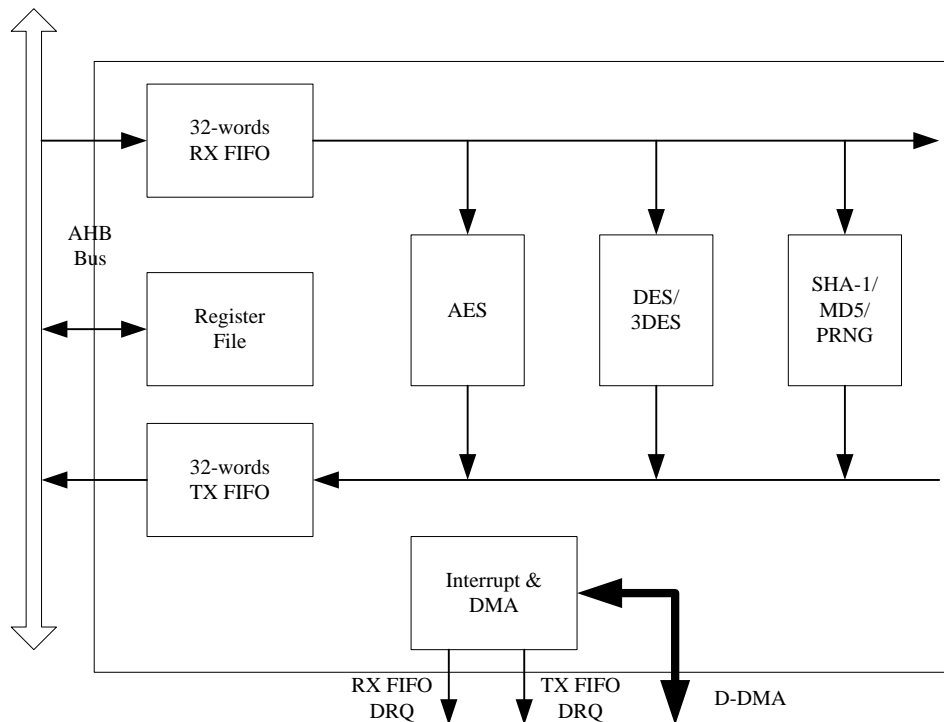 32-words
RX FIFO
AHB
Bus
Register
File
AES
DES/
3DES
SHA-1/
MD5/
PRNG
32-words
TX FIFO
Interrupt &
DMA
RX FIFO
DRQ
TX FIFO
DRQ
D-DMA